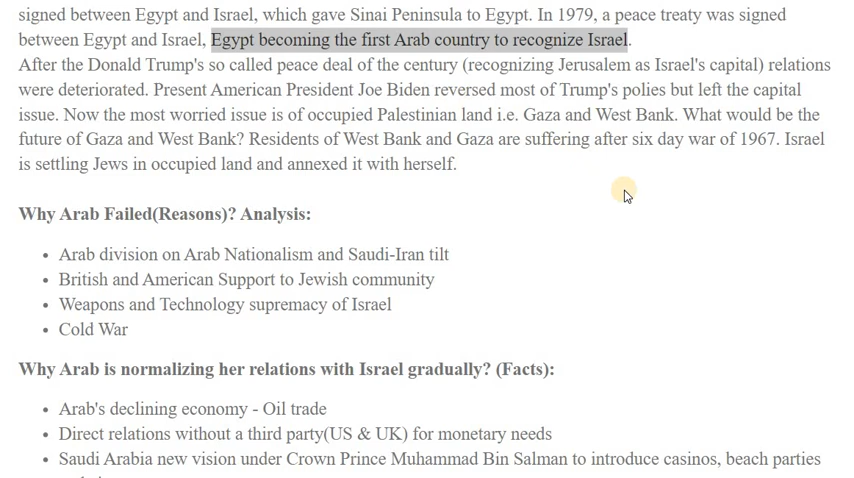 signed between Egypt and Israel, which gave Sinai Peninsula to Egypt. In 1979, a peace treaty was signed
between Egypt and Israel, Egypt becoming the first Arab country to recognize Israel.
After the Donald Trump's so called peace deal of the century (recognizing Jerusalem as Israel's capital) relations
were deteriorated. Present American President Joe Biden reversed most of Trump's polies but left the capital
issue. Now the most worried issue is of occupied Palestinian land i.e. Gaza and West Bank. What would be the
future of Gaza and West Bank? Residents of West Bank and Gaza are suffering after six day war of 1967. Israel
is settling Jews in occupied land and annexed it with herself.
Why Arab Failed(Reasons)? Analysis:
• Arab division on Arab Nationalism and Saudi-Iran tilt
• British and American Support to Jewish community
• Weapons and Technology supremacy of Israel
• Cold War
Why Arab is normalizing her relations with Israel gradually? (Facts):
• Arab's declining economy - Oil trade
• Direct relations without a third party(US & UK) for monetary needs
• Saudi Arabia new vision under Crown Prince Muhammad Bin Salman to introduce casinos, beach parties